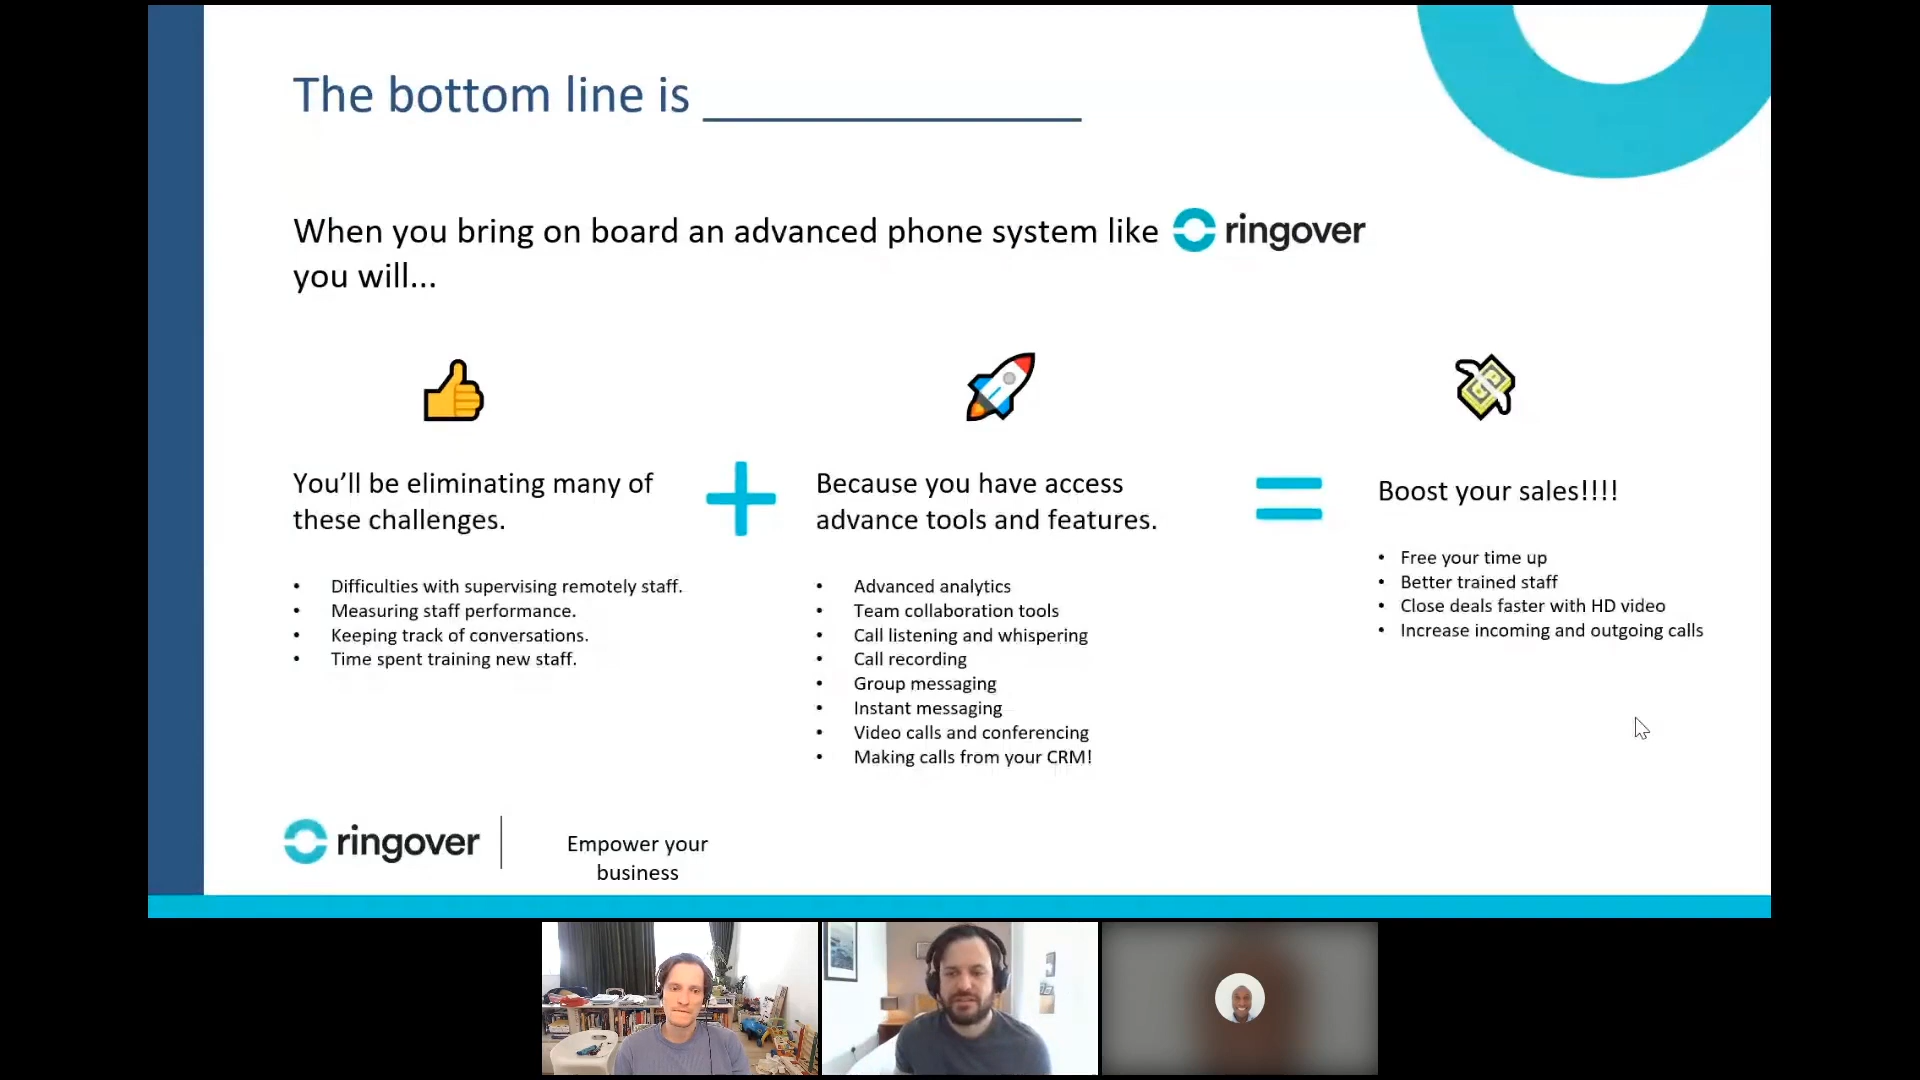 The bottom line is _______________
When you bring on board an advanced phone system like ringover
you will...
You'll be eliminating many of
these challenges.
• Difficulties with supervising remotely staff.
• Measuring staff performance.
• Keeping track of conversations.
• Time spent training new staff.
+
Because you have access
advance tools and features.
• Advanced analytics
• Team collaboration tools
• Call listening and whispering
• Call recording
• Group messaging
• Instant messaging
• Video calls and conferencing
• Making calls from your CRM!
=
Boost your sales!!!!
• Free your time up
• Better trained staff
• Close deals faster with HD video
• Increase incoming and outgoing calls
ringover
Empower your
business